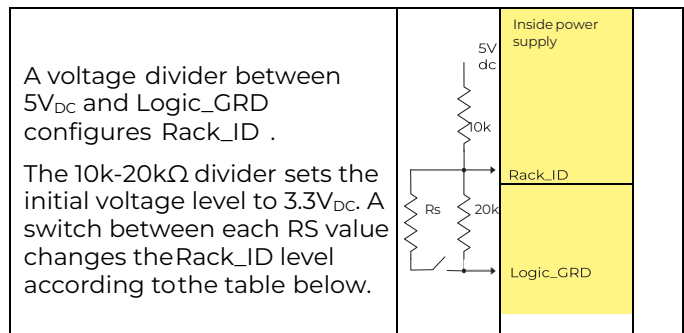 A voltage divider between
5VDC and Logic_GRD
configures Rack_ID .
The 10k-20kΩ divider sets the
initial voltage level to 3.3VDC. A
switch between each RS value
changes theRack_ID level
according tothe table below.
5V
dc
10k
Rs
20k
Inside power
supply
Rack_ID
Logic_GRD